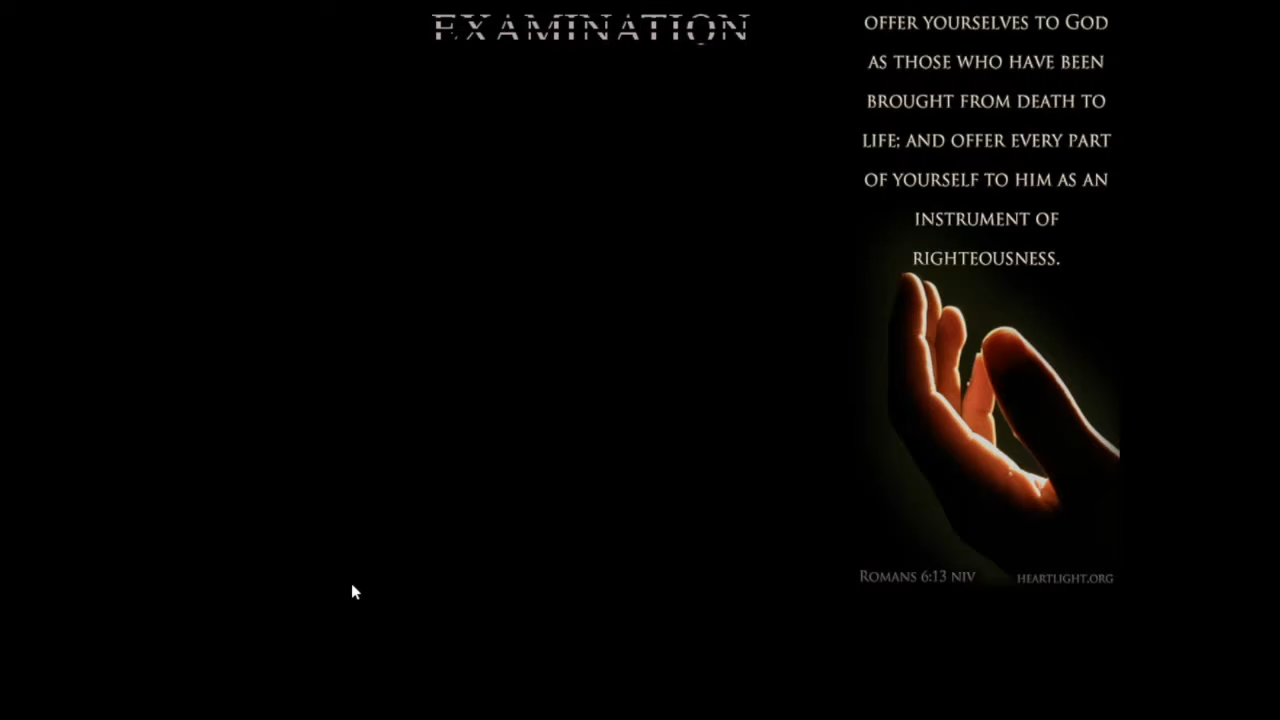 EXAMINATION
OFFER YOURSELVES TO GOD
AS THOSE WHO HAVE BEEN
BROUGHT FROM DEATH TO
LIFE; AND OFFER EVERY PART
OF YOURSELF TO HIM AS AN
INSTRUMENT OF
RIGHTEOUSNESS.
ROMANS 6:13 NIV
HEARTLIGHT.ORG